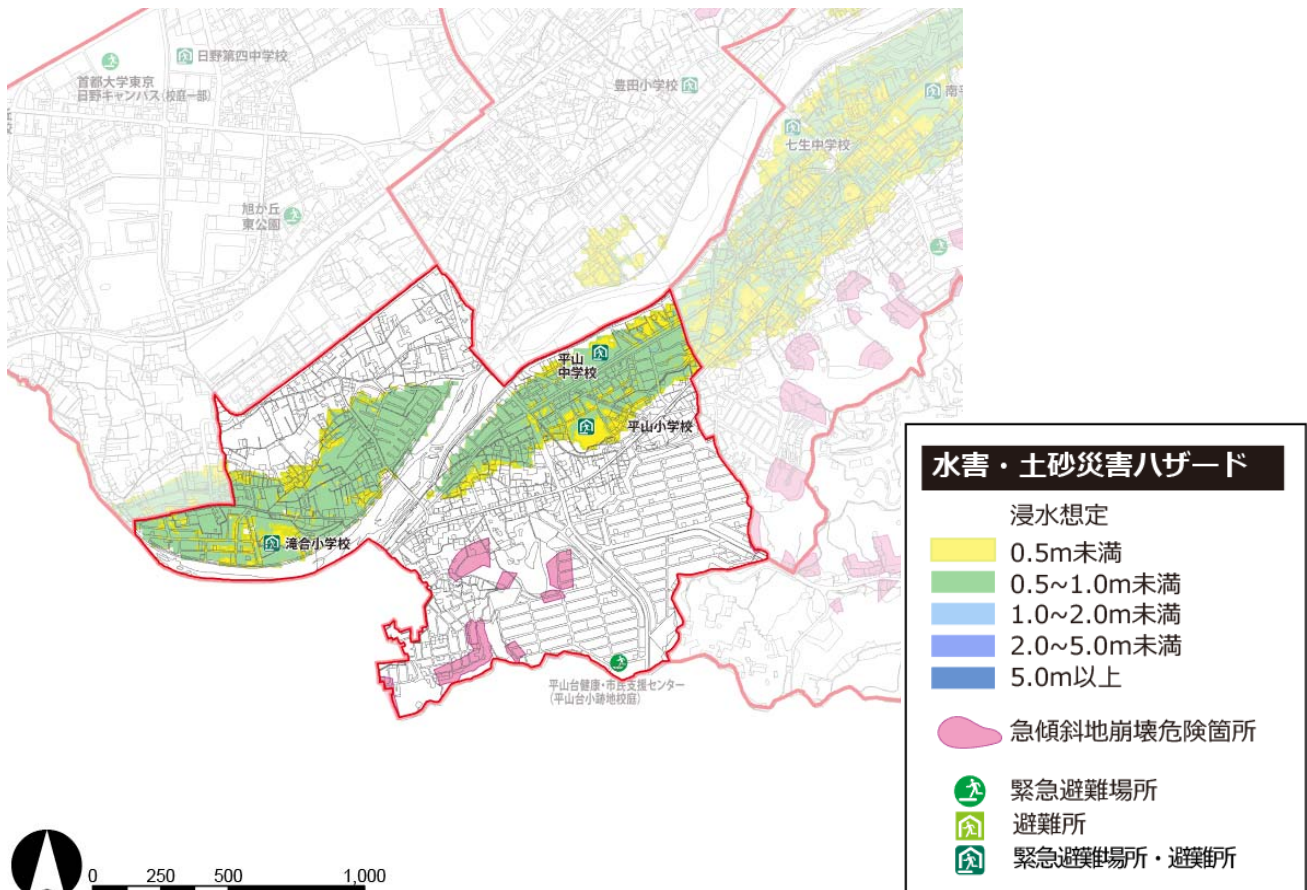 日野第四中学校
首都大学東京
日野キャンパス(校庭一部)
豊田小学校
七生中学校
旭が丘
東公園
平山
中学校
平山小学校
滝合小学校
平山台健康・市民支援センター
(平山台小跡地校庭)
水害・土砂災害ハザード
浸水想定
0.5m未満
0.5~1.0m未満
1.0~2.0m未満
2.0~5.0m未満
5.0m以上
急傾斜地崩壊危険箇所
緊急避難場所
避難所
緊急避難場所・避難所
0 250 500 1,000